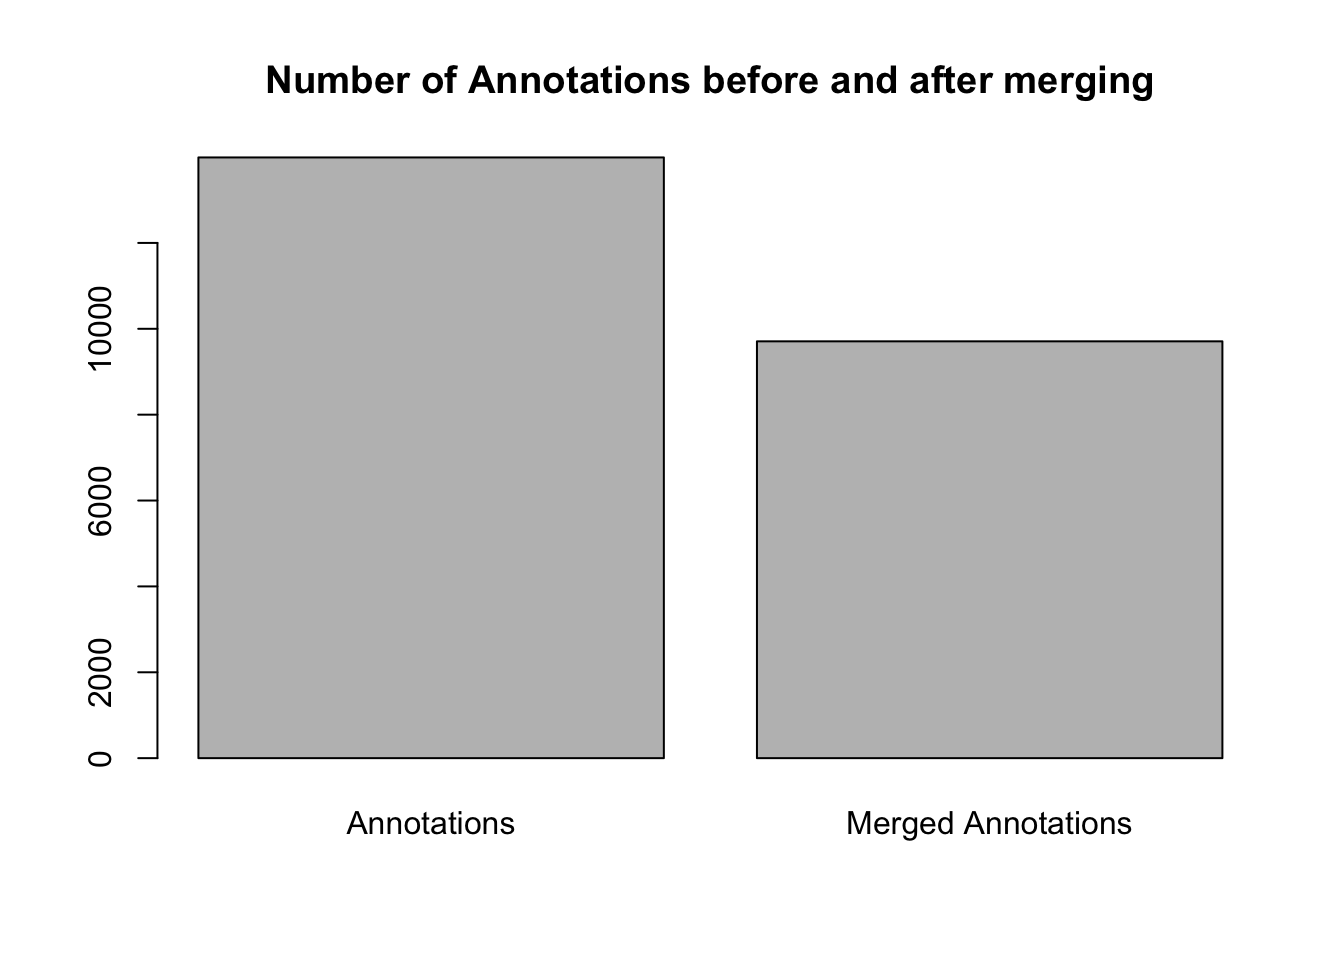 Number of Annotations before and after merging
10000
6000
2000
0
Annotations
Merged Annotations